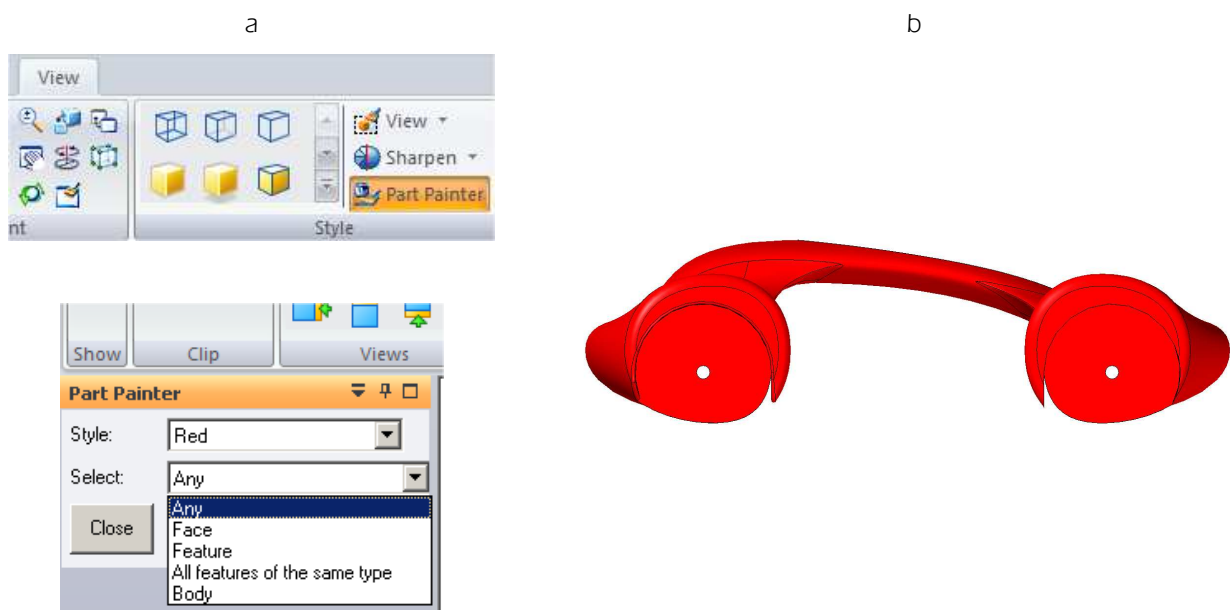 a
b
View
View
Sharpen
Part Painter
nt
Style
Show
Clip
Views
Part Painter
Style:
Red
Select:
Any
Any
Close
Face
Feature
All features of the same type
Body